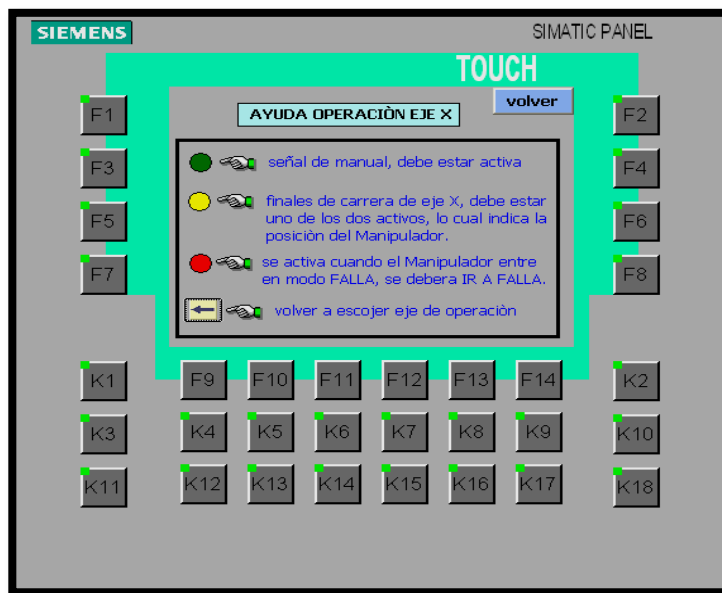 SIEMENS
SIMATIC PANEL
TOUCH
volver
AYUDA OPERACIÒN EJE X
señal de manual, debe estar activa
finales de carrera de eje X, debe estar
uno de los dos activos, lo cual indica la
posiciòn del Manipulador.
se activa cuando el Manipulador entre
en modo FALLA, se debera IR A FALLA.
volver a escojer eje de operaciòn
F1
F2
F3
F4
F5
F6
F7
F8
K1
F9
F10
F11
F12
F13
F14
K2
K3
K4
K5
K6
K7
K8
K9
K10
K11
K12
K13
K14
K15
K16
K17
K18